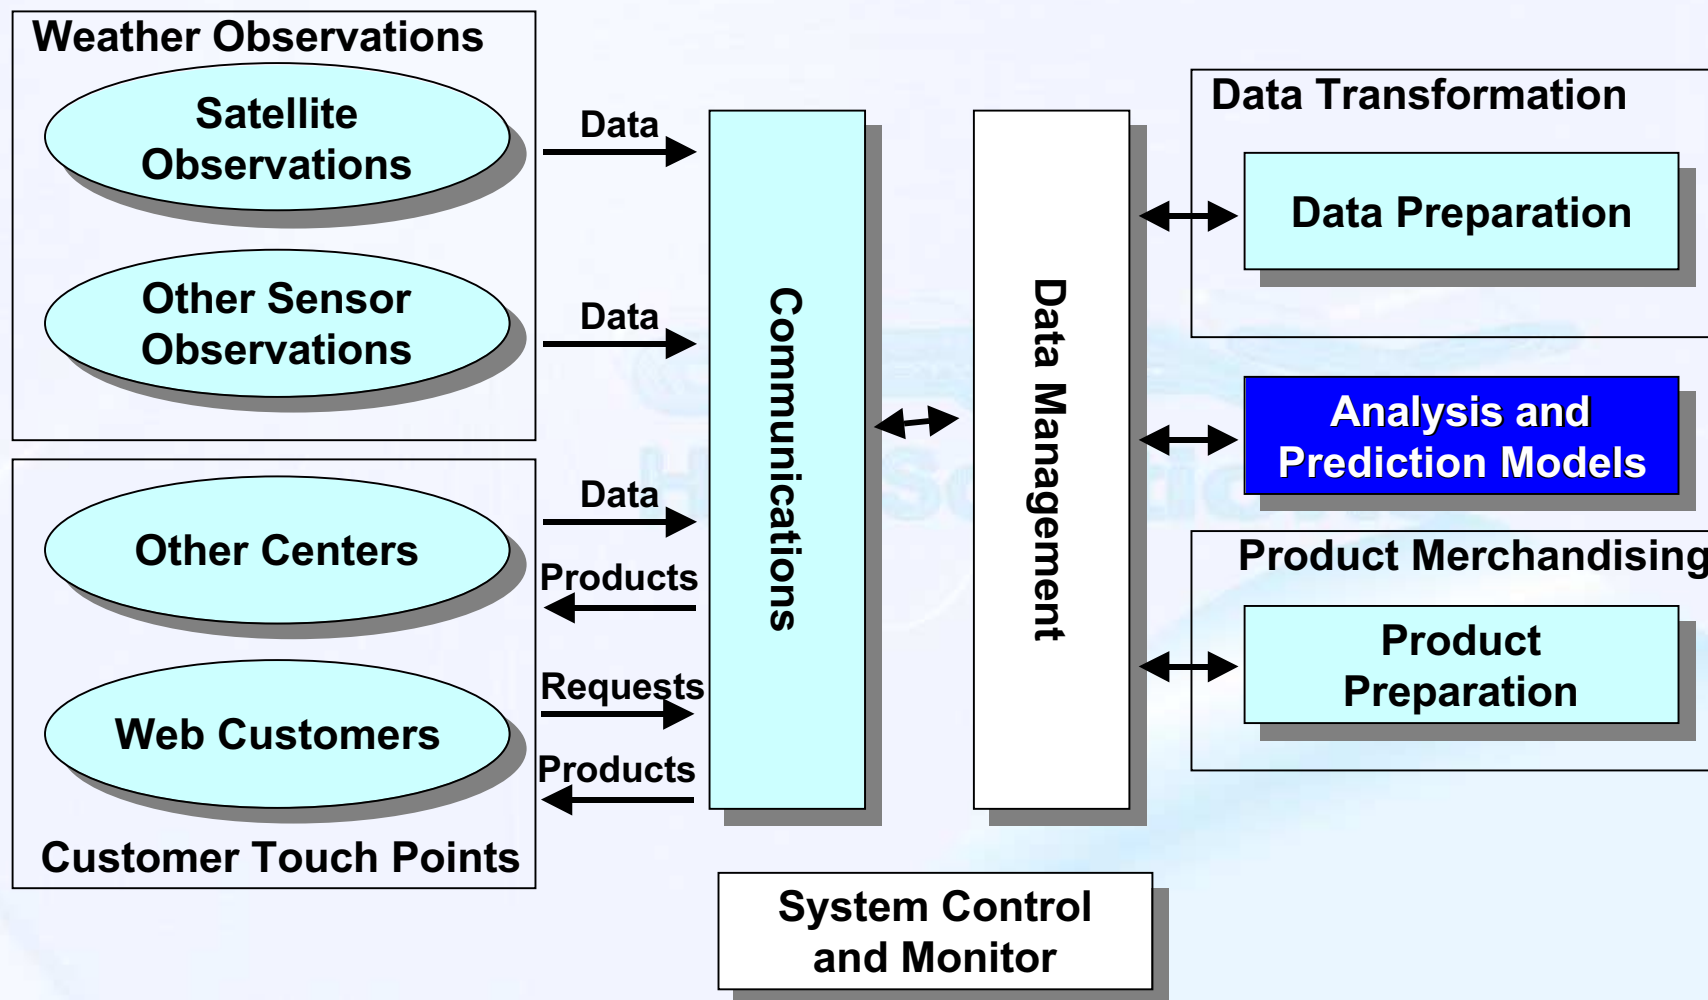 Weather Observations
Satellite
Observations
Other Sensor
Observations
Data
Data
Other Centers
Web Customers
Customer Touch Points
Data
Products
Requests
Products
Communications
Data Management
Data Transformation
Data Preparation
Analysis and
Prediction Models
Product Merchandising
Product
Preparation
System Control
and Monitor